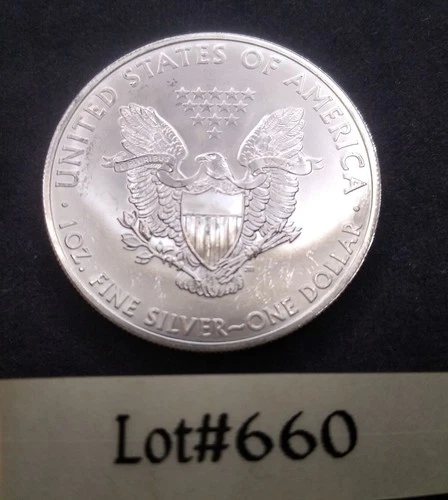 UNITED STATES OF AMERICA
1 OZ. FINE SILVER~ONE DOLLAR
Lot#660